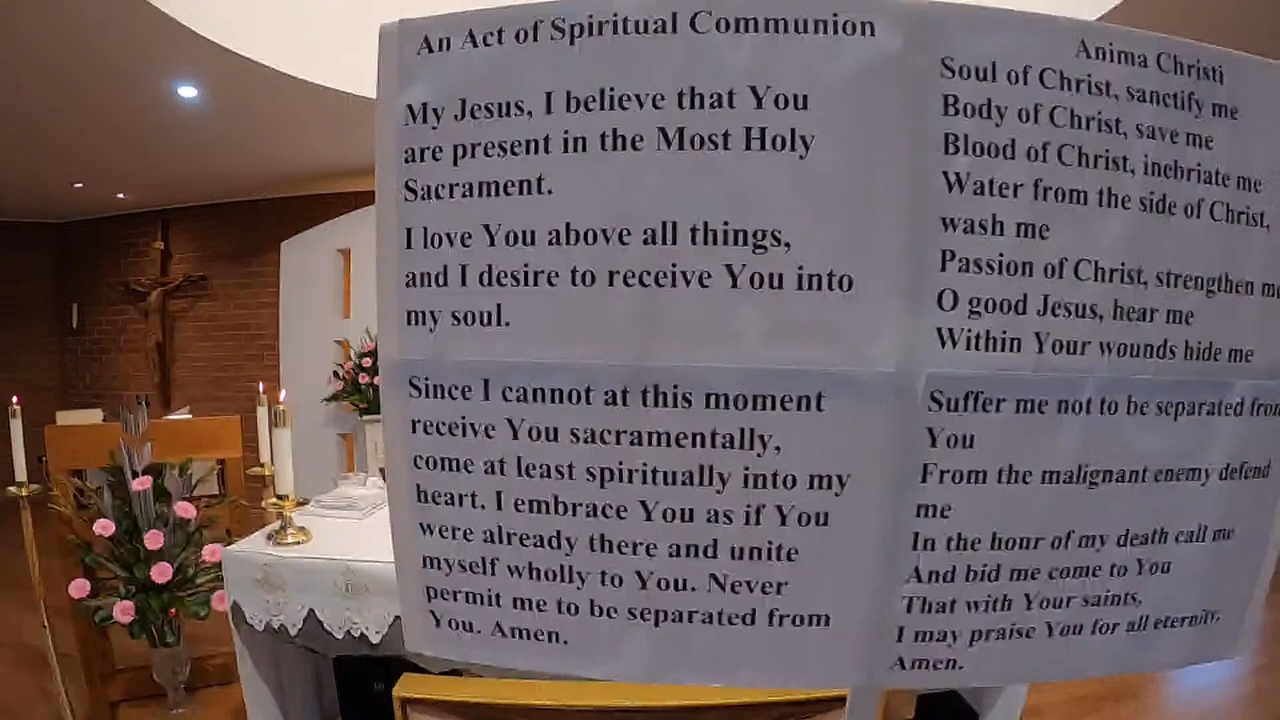 An Act of Spiritual Communion
My Jesus, I believe that You
are present in the Most Holy
Sacrament.
I love You above all things,
and I desire to receive You into
my soul.
Since I cannot at this moment
receive You sacramentally,
come at least spiritually into my
heart. I embrace You as if You
were already there and unite
myself wholly to You. Never
permit me to be separated from
You. Amen.
Anima Christi
Soul of Christ, sanctify me
Body of Christ, save me
Blood of Christ, inebriate me
Water from the side of Christ,
wash me
Passion of Christ, strengthen me
O good Jesus, hear me
Within Your wounds hide me
Suffer me not to be separated from
You
From the malignant enemy defend
me
In the hour of my death call me
And bid me come to You
That with Your saints,
I may praise You for all eternity,
Amen.